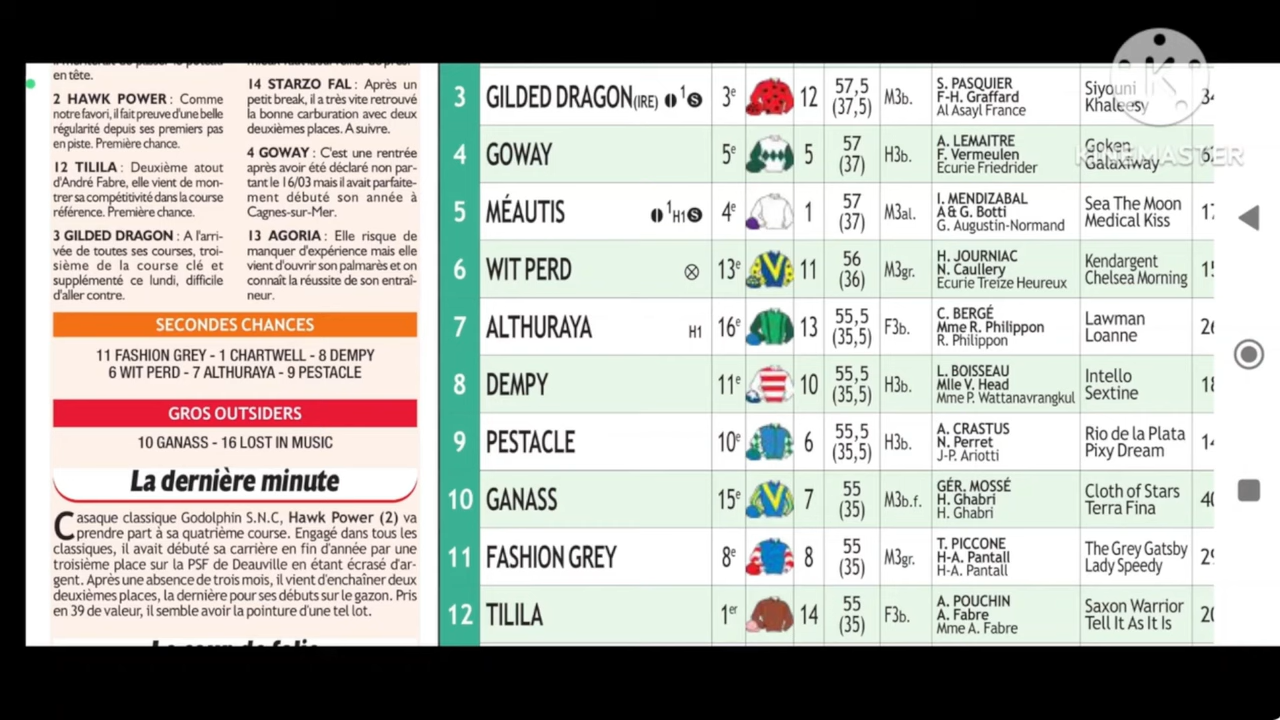 en tête.
2 HAWK POWER : Comme
notre favori, il fait preuve d'une belle
régularité depuis ses premiers pas
en piste. Première chance.
12 TILILA : Deuxième atout
d'André Fabre, elle vient de mon-
trer sa compétitivité dans la course
référence. Première chance.
3 GILDED DRAGON : A l'arri-
vée de toutes ses courses, troi-
sième de la course clé et
supplémenté ce lundi, difficile
d'aller contre.
14 STARZO FAL : Après un
petit break, il a très vite retrouvé
la bonne carburation avec deux
deuxièmes places. A suivre.
4 GOWAY : C'est une rentrée
après avoir été déclaré non par-
tant le 16/03 mais il avait parfaite-
ment débuté son année à
Cagnes-sur-Mer.
13 AGORIA : Elle risque de
manquer d'expérience mais elle
vient d'ouvrir son palmarès et on
connaît la réussite de son entraî-
neur.
SECONDES CHANCES
11 FASHION GREY - 1 CHARTWELL - 8 DEMPY
6 WIT PERD - 7 ALTHURAYA - 9 PESTACLE
GROS OUTSIDERS
10 GANASS - 16 LOST IN MUSIC
La dernière minute
Casaque classique Godolphin S.N.C, Hawk Power (2) va
prendre part à sa quatrième course. Engagé dans tous les
classiques, il avait débuté sa carrière en fin d'année par une
troisième place sur la PSF de Deauville en étant écrasé d'ar-
gent. Après une absence de trois mois, il vient d'enchaîner deux
deuxièmes places, la dernière pour ses débuts sur le gazon. Pris
en 39 de valeur, il semble avoir la pointure d'une tel lot.
3 GILDED DRAGON (IRE) 1 S 3e 12 57,5 (37,5) M3b. S. PASQUIER F-H. Graffard Al Asayl France Siyouni Khaleesy
4 GOWAY 5e 5 57 (37) H3b. A. LEMAITRE F. Vermeulen Ecurie Friedrider Goken Galaxiway
5 MÉAUTIS 1 H1 S 4e 1 57 (37) M3al. I. MENDIZABAL A & G. Botti G. Augustin-Normand Sea The Moon Medical Kiss 17
6 WIT PERD 13e 11 56 (36) M3gr. H. JOURNIAC N. Caullery Ecurie Treize Heureux Kendargent Chelsea Morning 15
7 ALTHURAYA H1 16e 13 55,5 (35,5) F3b. C. BERGÉ Mme R. Philippon R. Philippon Lawman Loanne 26
8 DEMPY 11e 10 55,5 (35,5) H3b. L. BOISSEAU Mlle V. Head Mme P. Wattanavrangkul Intello Sextine 18
9 PESTACLE 10e 6 55,5 (35,5) H3b. A. CRASTUS N. Perret J-P. Ariotti Rio de la Plata Pixy Dream 14
10 GANASS 15e 7 55 (35) M3b.f. GÉR. MOSSÉ H. Ghabri H. Ghabri Cloth of Stars Terra Fina 40
11 FASHION GREY 8e 8 55 (35) M3gr. T. PICCONE H-A. Pantall H-A. Pantall The Grey Gatsby Lady Speedy 29
12 TILILA 1er 14 55 (35) F3b. A. POUCHIN A. Fabre Mme A. Fabre Saxon Warrior Tell It As It Is 20
K
KINEMASTER